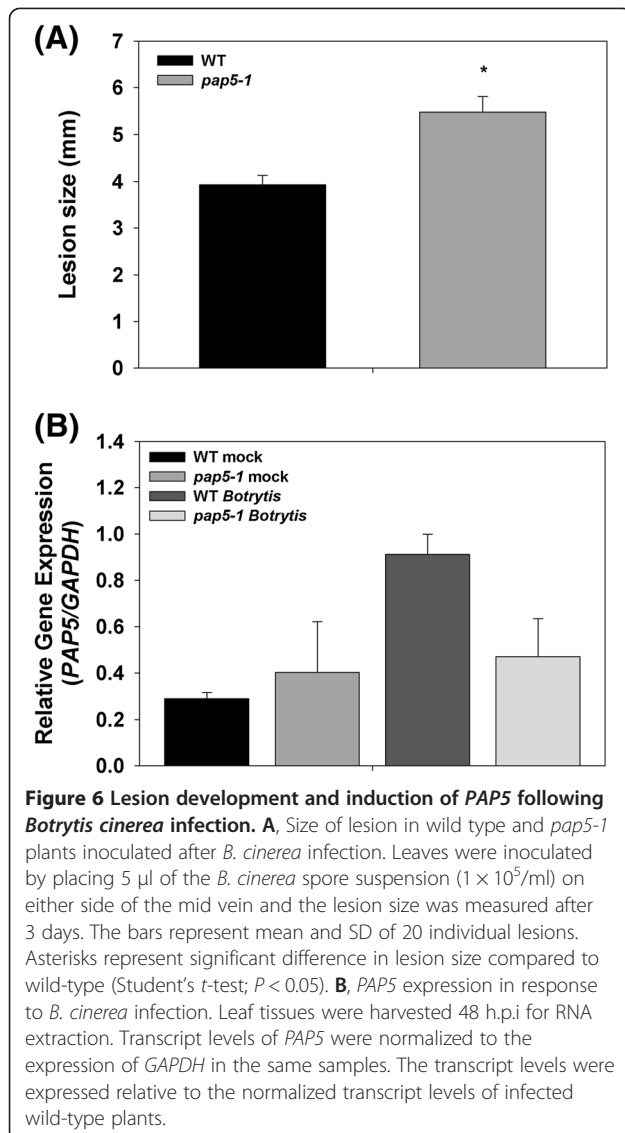 (A)
7
6
5
4
3
2
1
0
Lesion size (mm)
WT
pap5-1
*
(B)
1.4
1.2
1.0
0.8
0.6
0.4
0.2
0.0
Relative Gene Expression
(PAP5/GAPDH)
WT mock
pap5-1 mock
WT Botrytis
pap5-1 Botrytis
Figure 6 Lesion development and induction of PAP5 following
Botrytis cinerea infection. A, Size of lesion in wild type and pap5-1
plants inoculated after B. cinerea infection. Leaves were inoculated
by placing 5 μl of the B. cinerea spore suspension (1 × 10⁵/ml) on
either side of the mid vein and the lesion size was measured after
3 days. The bars represent mean and SD of 20 individual lesions.
Asterisks represent significant difference in lesion size compared to
wild-type (Student's t-test; P < 0.05). B, PAP5 expression in response
to B. cinerea infection. Leaf tissues were harvested 48 h.p.i for RNA
extraction. Transcript levels of PAP5 were normalized to the
expression of GAPDH in the same samples. The transcript levels were
expressed relative to the normalized transcript levels of infected
wild-type plants.